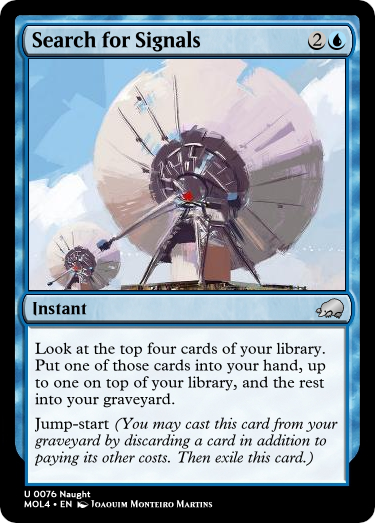 Search for Signals 2
Instant
Look at the top four cards of your library.
Put one of those cards into your hand, up
to one on top of your library, and the rest
into your graveyard.
Jump-start (You may cast this card from your
graveyard by discarding a card in addition to
paying its other costs. Then exile this card.)
U 0076 Naught
MOL4 • EN Joaquim Monteiro Martins